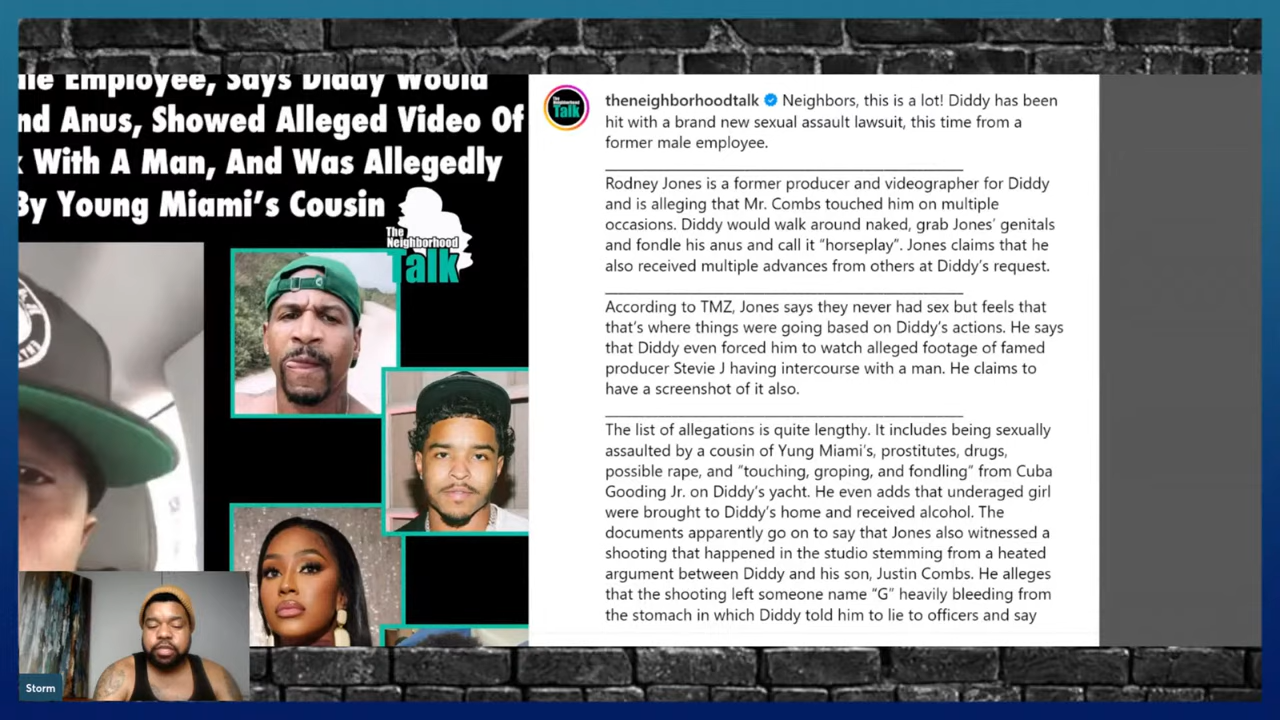 Employee, Says Diddy Would
nd Anus, Showed Alleged Video Of
With A Man, And Was Allegedly
By Young Miami's Cousin
The
Neighborhood
Talk
The
Neighborhood
Talk
theneighborhoodtalk Neighbors, this is a lot! Diddy has been
hit with a brand new sexual assault lawsuit, this time from a
former male employee.
Rodney Jones is a former producer and videographer for Diddy
and is alleging that Mr. Combs touched him on multiple
occasions. Diddy would walk around naked, grab Jones' genitals
and fondle his anus and call it "horseplay". Jones claims that he
also received multiple advances from others at Diddy's request.
According to TMZ, Jones says they never had sex but feels that
that's where things were going based on Diddy's actions. He says
that Diddy even forced him to watch alleged footage of famed
producer Stevie J having intercourse with a man. He claims to
have a screenshot of it also.
The list of allegations is quite lengthy. It includes being sexually
assaulted by a cousin of Yung Miami's, prostitutes, drugs,
possible rape, and "touching, groping, and fondling" from Cuba
Gooding Jr. on Diddy's yacht. He even adds that underaged girl
were brought to Diddy's home and received alcohol. The
documents apparently go on to say that Jones also witnessed a
shooting that happened in the studio stemming from a heated
argument between Diddy and his son, Justin Combs. He alleges
that the shooting left someone name "G" heavily bleeding from
the stomach in which Diddy told him to lie to officers and say
Storm